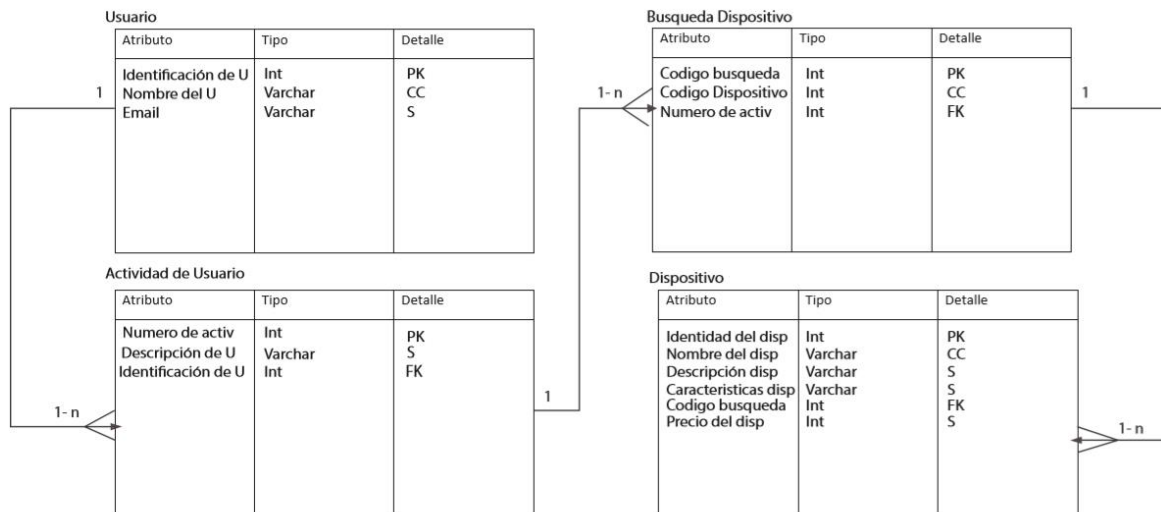 Usuario
Atributo Tipo Detalle
Identificación de U Int PK
Nombre del U Varchar CC
Email Varchar S
1
Busqueda Dispositivo
Atributo Tipo Detalle
Codigo busqueda Int PK
Codigo Dispositivo Int CC
Numero de activ Int FK
1- n
1
Actividad de Usuario
Atributo Tipo Detalle
Numero de activ Int PK
Descripción de U Varchar S
Identificación de U Int FK
1- n
1
Dispositivo
Atributo Tipo Detalle
Identidad del disp Int PK
Nombre del disp Varchar CC
Descripción disp Varchar S
Caracteristicas disp Varchar S
Codigo busqueda Int FK
Precio del disp Int S
1- n